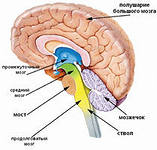 полушарие
большого мозга
промежуточный
мозг
средний
мозг
мост
мозжечок
ствол
продолговатый
мозг